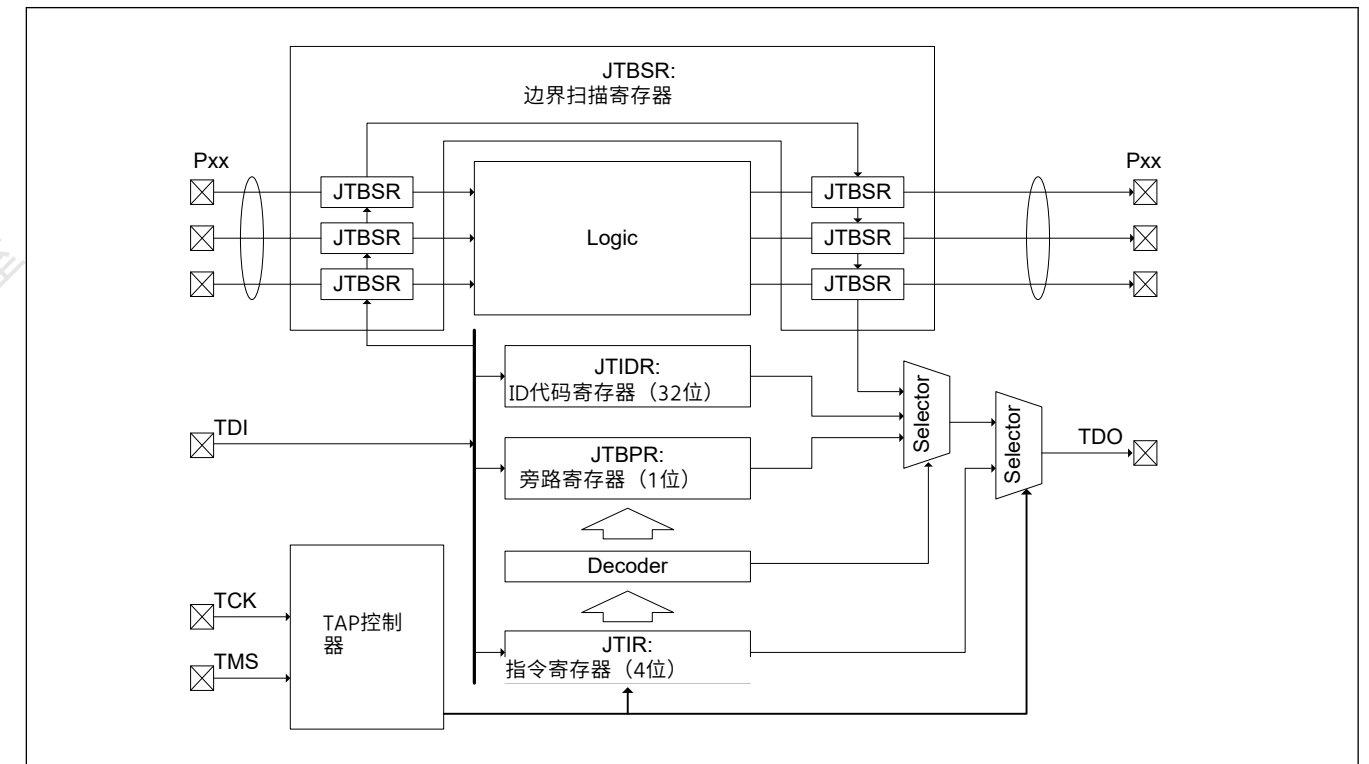 JTBSR:
边界扫描寄存器
Pxx
Pxx
JTBSR
JTBSR
JTBSR
JTBSR
JTBSR
JTBSR
Logic
JTIDR:
ID代码寄存器（32位）
Selector
Selector
TDI
TDO
JTBPR:
旁路寄存器（1位）
Decoder
TCK
TMS
TAP控制
器
JTIR:
指令寄存器（4位）